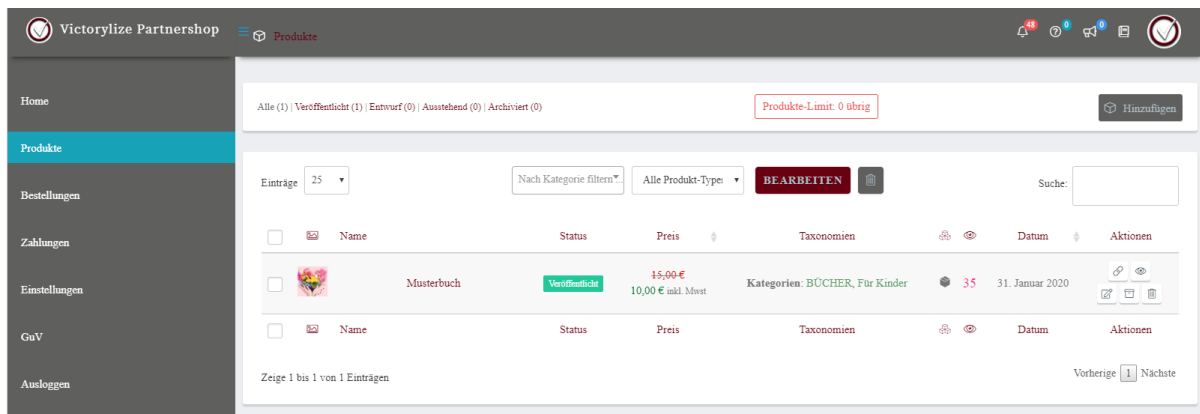 Victorylize Partnershop
Produkte
48
0
0
Home
Produkte
Bestellungen
Zahlungen
Einstellungen
GuV
Ausloggen
Alle (1) | Veröffentlicht (1) | Entwurf (0) | Ausstehend (0) | Archiviert (0)
Produkte-Limit: 0 übrig
Hinzufügen
Einträge 25 Nach Kategorie filtern Alle Produkt-Type: BEARBEITEN Suche:
Name Status Preis Taxonomien Datum Aktionen
Musterbuch Veröffentlicht 15,00 € Kategorien: BÜCHER, Für Kinder 35 31. Januar 2020
10,00 € inkl. Mwst
Name Status Preis Taxonomien Datum Aktionen
Zeige 1 bis 1 von 1 Einträgen
Vorherige 1 Nächste